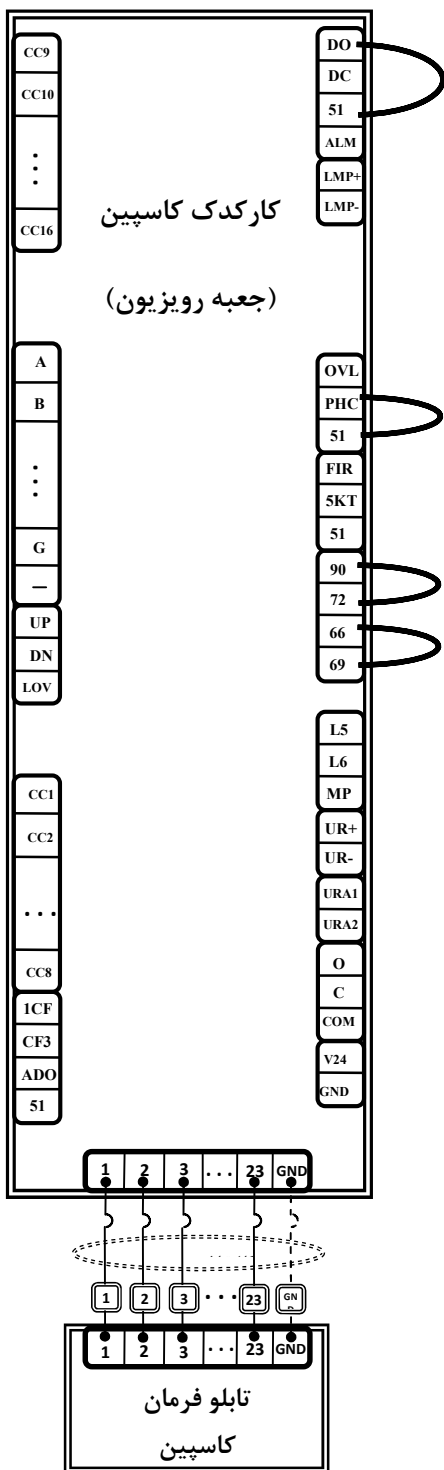 CC9
CC10
⋮
CC16
کارکدک کاسپین
(جعبه رویزیون)
A
B
⋮
G
—
UP
DN
LOV
CC1
CC2
...
CC8
1CF
CF3
ADO
51
DO
DC
51
ALM
LMP+
LMP-
OVL
PHC
51
FIR
5KT
51
90
72
66
69
L5
L6
MP
UR+
UR-
URA1
URA2
O
C
COM
V24
GND
1 2 3 ... 23 GND
1 2 3 ... 23 GND
1 2 3 ... 23 GND
تابلو فرمان
کاسپین